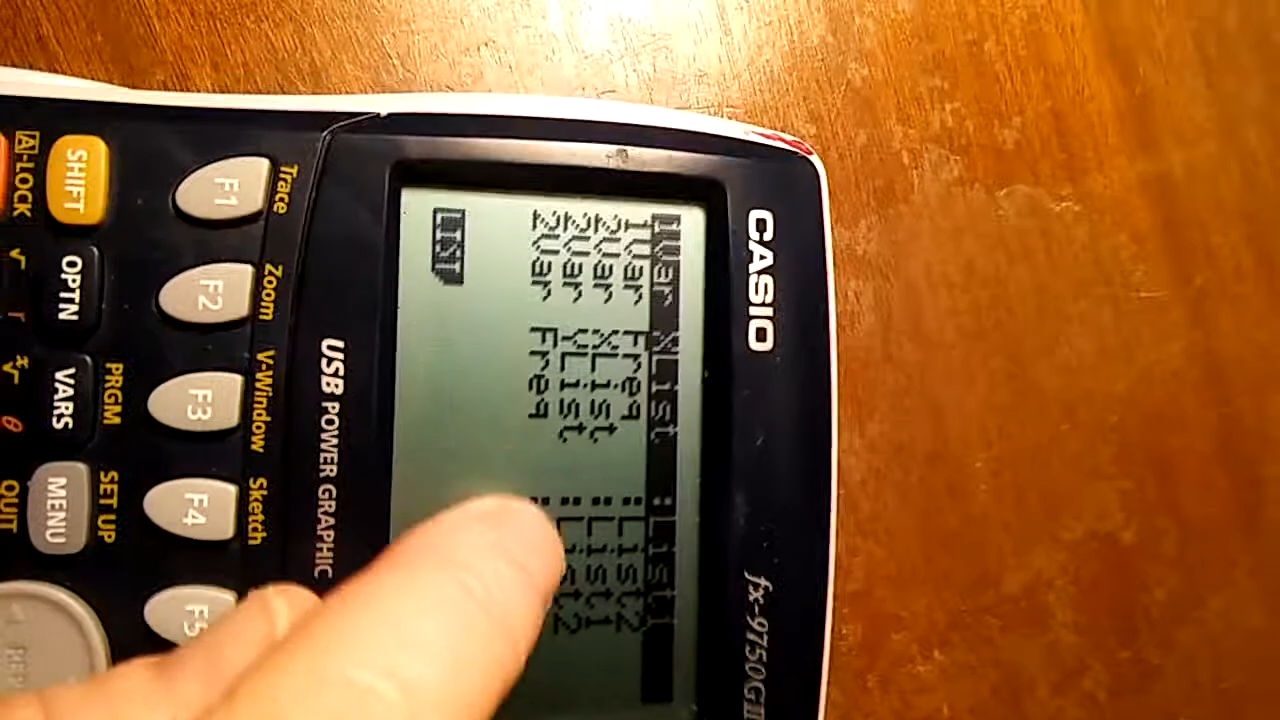 CASIO
fx-9750GII
1Var XList :List1
1Var Freq :List2
2Var XList :List1
2Var YList :List2
2Var Freq :
LIST
USB POWER GRAPHIC
Trace Zoom V-Window Sketch
F1 F2 F3 F4 F5
PRGM SET UP
SHIFT OPTN VARS MENU
A-LOCK √ r x√ θ QUIT